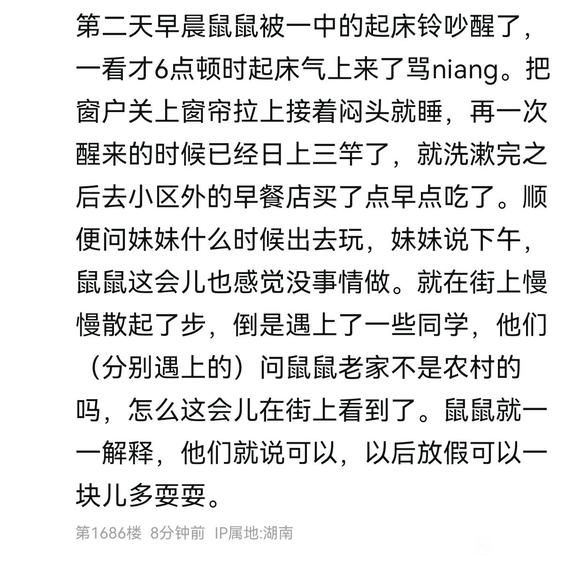 第二天早晨鼠鼠被一中的起床铃吵醒了，
一看才6点顿时起床气上来了骂niang。把
窗户关上窗帘拉上接着闷头就睡，再一次
醒来的时候已经日上三竿了，就洗漱完之
后去小区外的早餐店买了点早点吃了。顺
便问妹妹什么时候出去玩，妹妹说下午，
鼠鼠这会儿也感觉没事情做。就在街上慢
慢散起了步，倒是遇上了一些同学，他们
（分别遇上的）问鼠鼠老家不是农村的
吗，怎么这会儿在街上看到了。鼠鼠就一
一解释，他们就说可以，以后放假可以一
块儿多耍耍。
第1686楼 8分钟前 IP属地:湖南